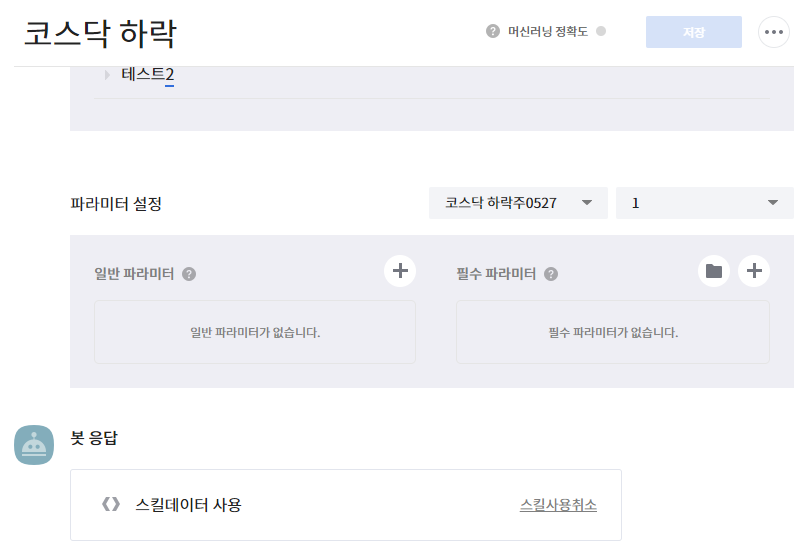 코스닥 하락
? 머신러닝 정확도
저장
테스트2
파라미터 설정
코스닥 하락주0527
1
일반 파라미터 ?
필수 파라미터 ?
일반 파라미터가 없습니다.
필수 파라미터가 없습니다.
봇 응답
스킬데이터 사용
스킬사용취소